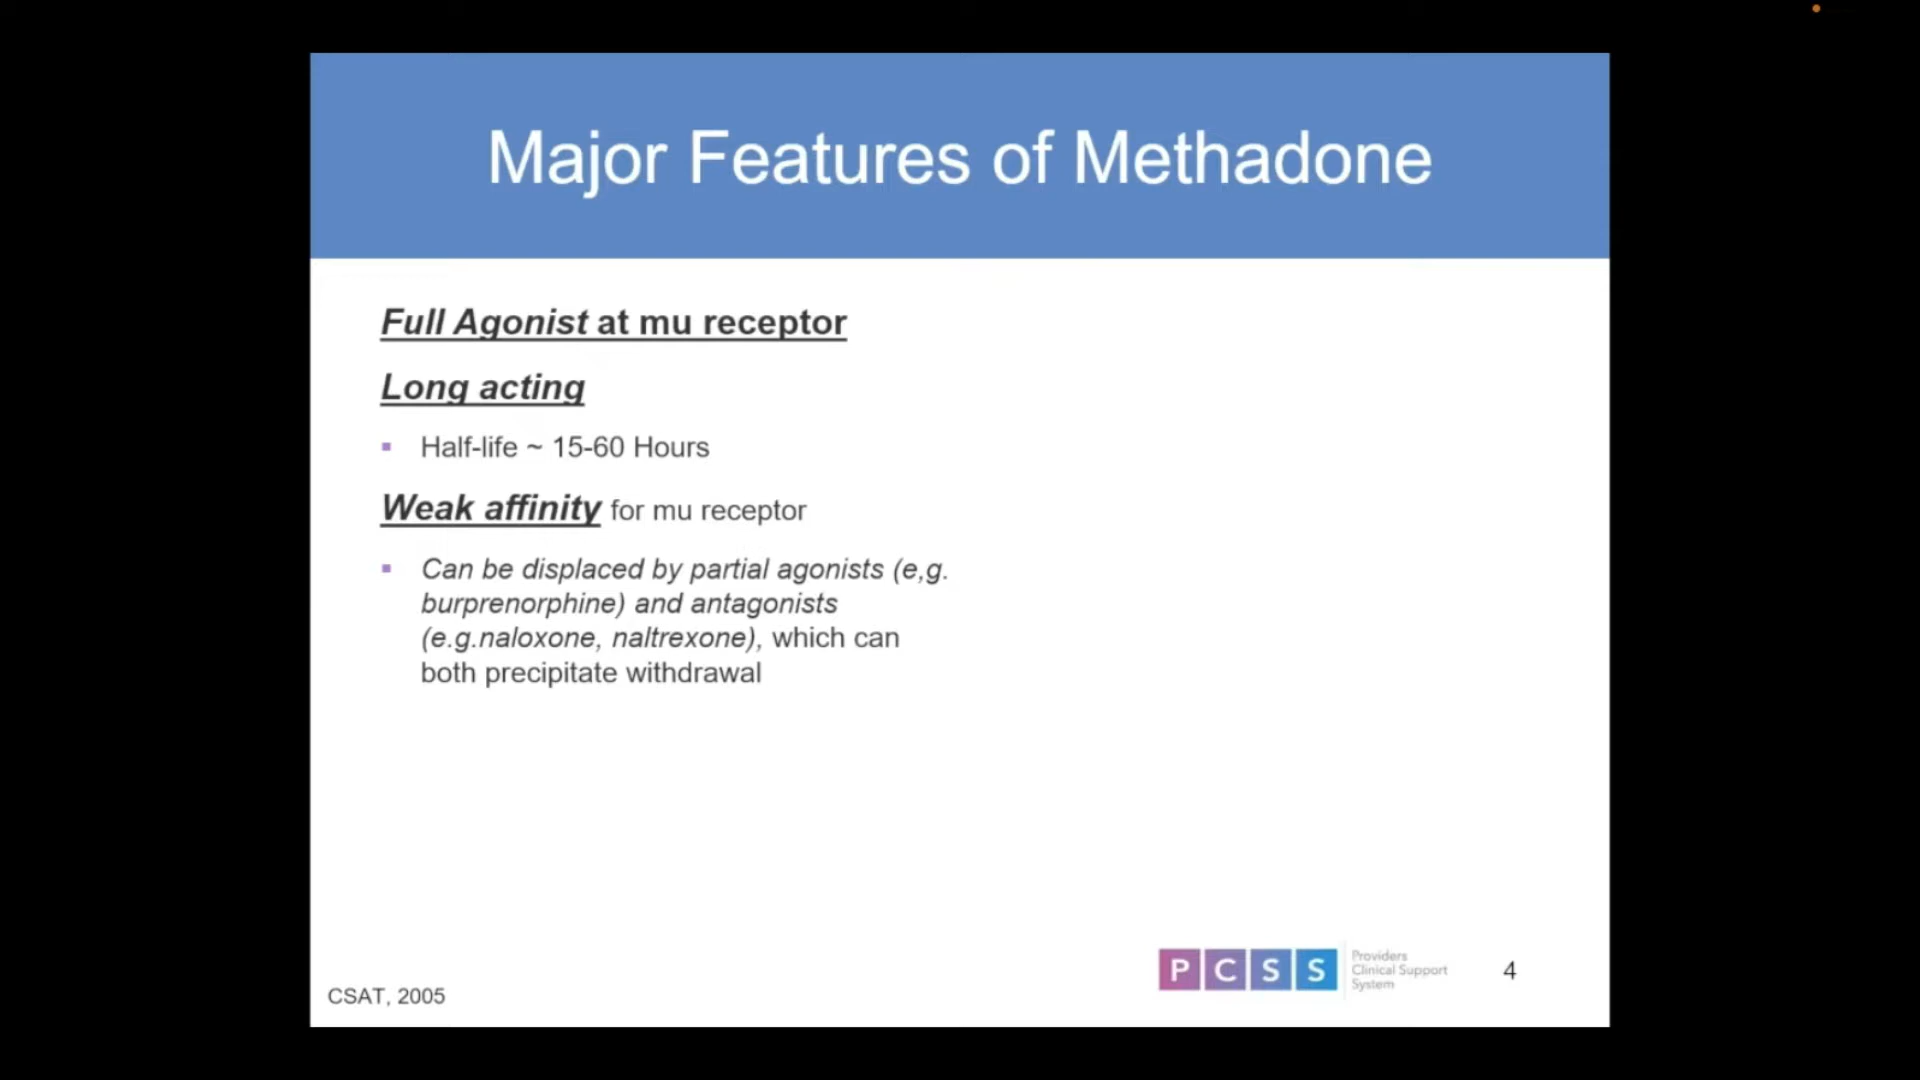 Major Features of Methadone
Full Agonist at mu receptor
Long acting
▪ Half-life ~ 15-60 Hours
Weak affinity for mu receptor
▪ Can be displaced by partial agonists (e,g.
burprenorphine) and antagonists
(e.g.naloxone, naltrexone), which can
both precipitate withdrawal
CSAT, 2005
PCSS
Providers
Clinical Support
System
4